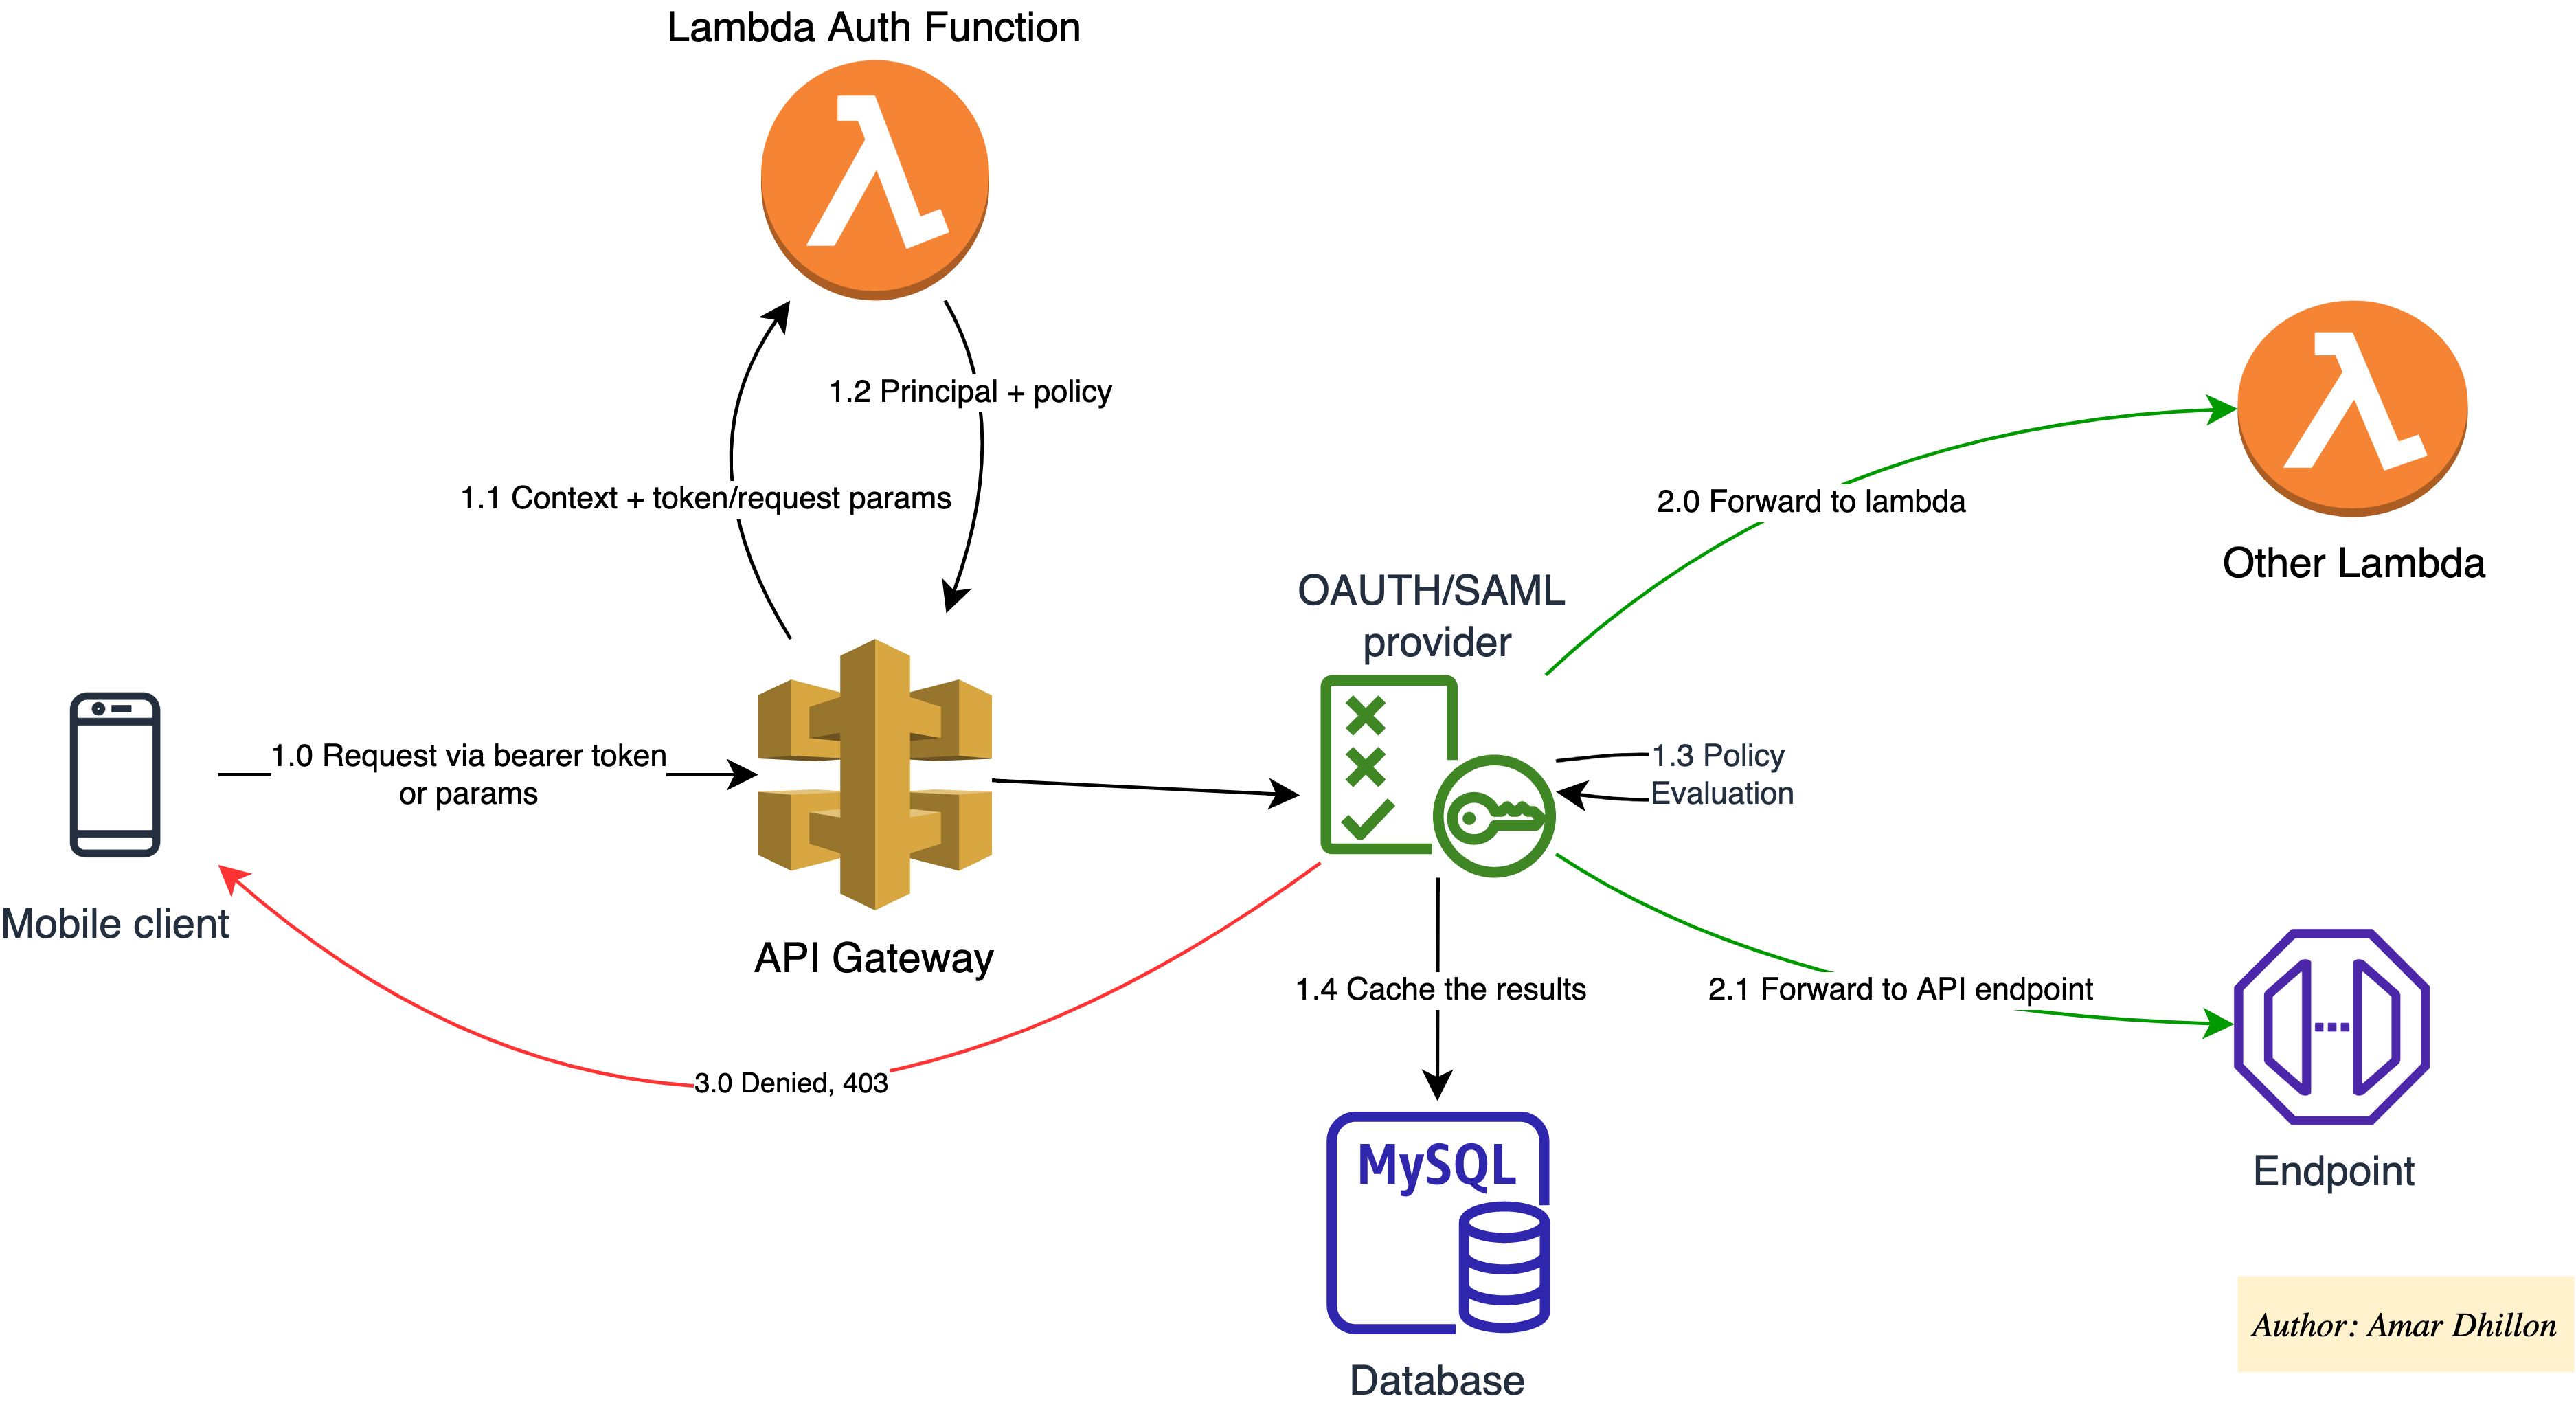 Lambda Auth Function
1.2 Principal + policy
1.1 Context + token/request params
2.0 Forward to lambda
Other Lambda
OAUTH/SAML
provider
1.0 Request via bearer token
or params
1.3 Policy
Evaluation
Mobile client
API Gateway
1.4 Cache the results
2.1 Forward to API endpoint
3.0 Denied, 403
MySQL
Endpoint
Author: Amar Dhillon
Database